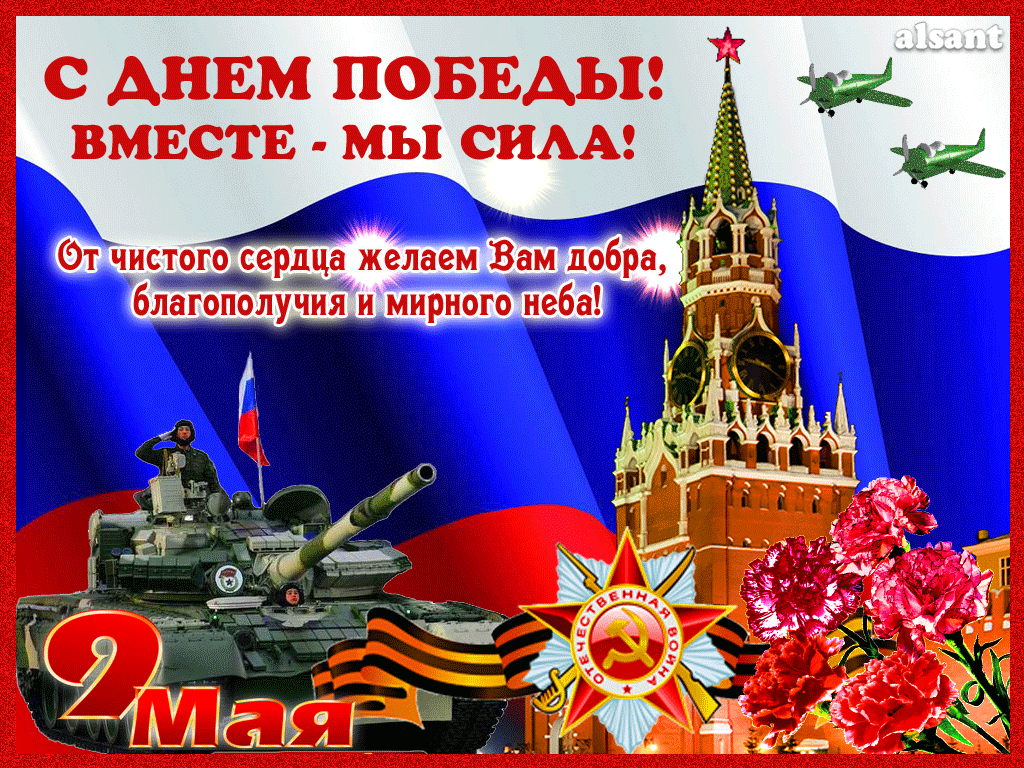 alsant
С ДНЕМ ПОБЕДЫ!
ВМЕСТЕ - МЫ СИЛА!
От чистого сердца желаем Вам добра,
благополучия и мирного неба!
ОТЕЧЕСТВЕННАЯ ВОЙНА
9 Мая